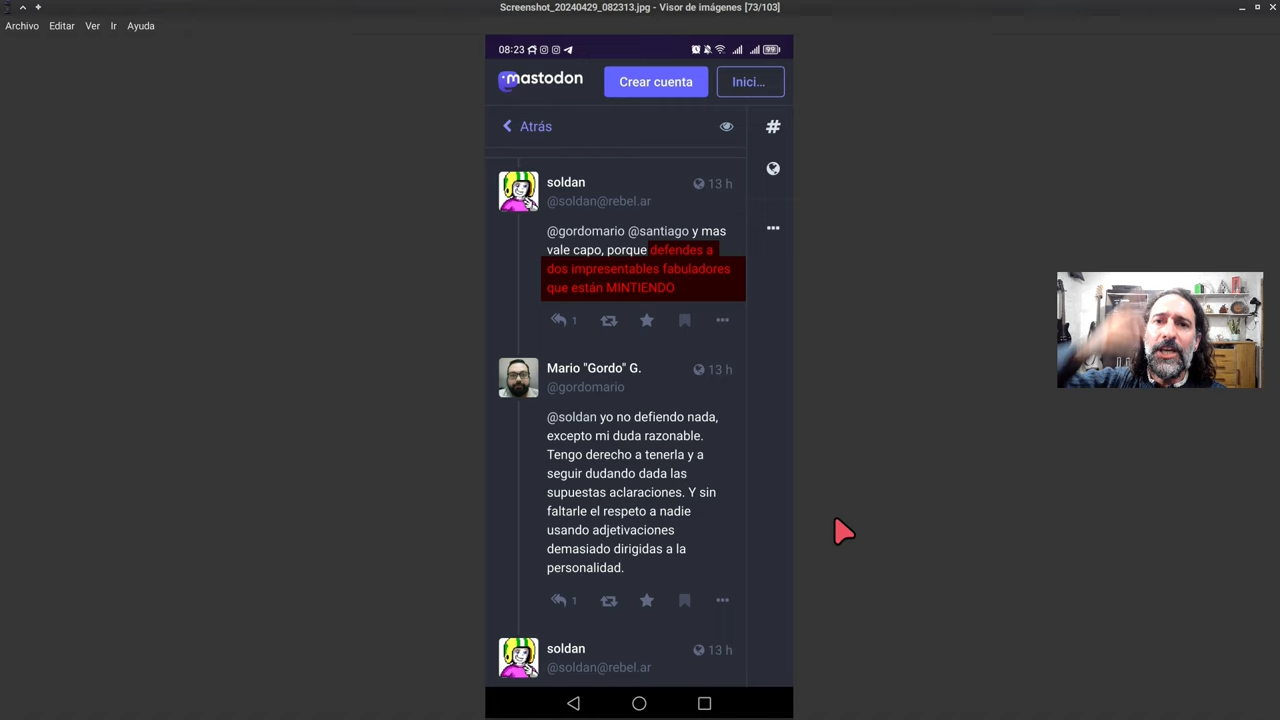 Screenshot_20240429_082313.jpg - Visor de imágenes [73/103]
Archivo Editar Ver Ir Ayuda
08:23
99
mastodon
Crear cuenta
Inici...
Atrás
soldan
13 h
@soldan@rebel.ar
@gordomario @santiago y mas
vale capo, porque defendes a
dos impresentables fabuladores
que están MINTIENDO
1
Mario "Gordo" G.
13 h
@gordomario
@soldan yo no defiendo nada,
excepto mi duda razonable.
Tengo derecho a tenerla y a
seguir dudando dada las
supuestas aclaraciones. Y sin
faltarle el respeto a nadie
usando adjetivaciones
demasiado dirigidas a la
personalidad.
1
soldan
13 h
@soldan@rebel.ar